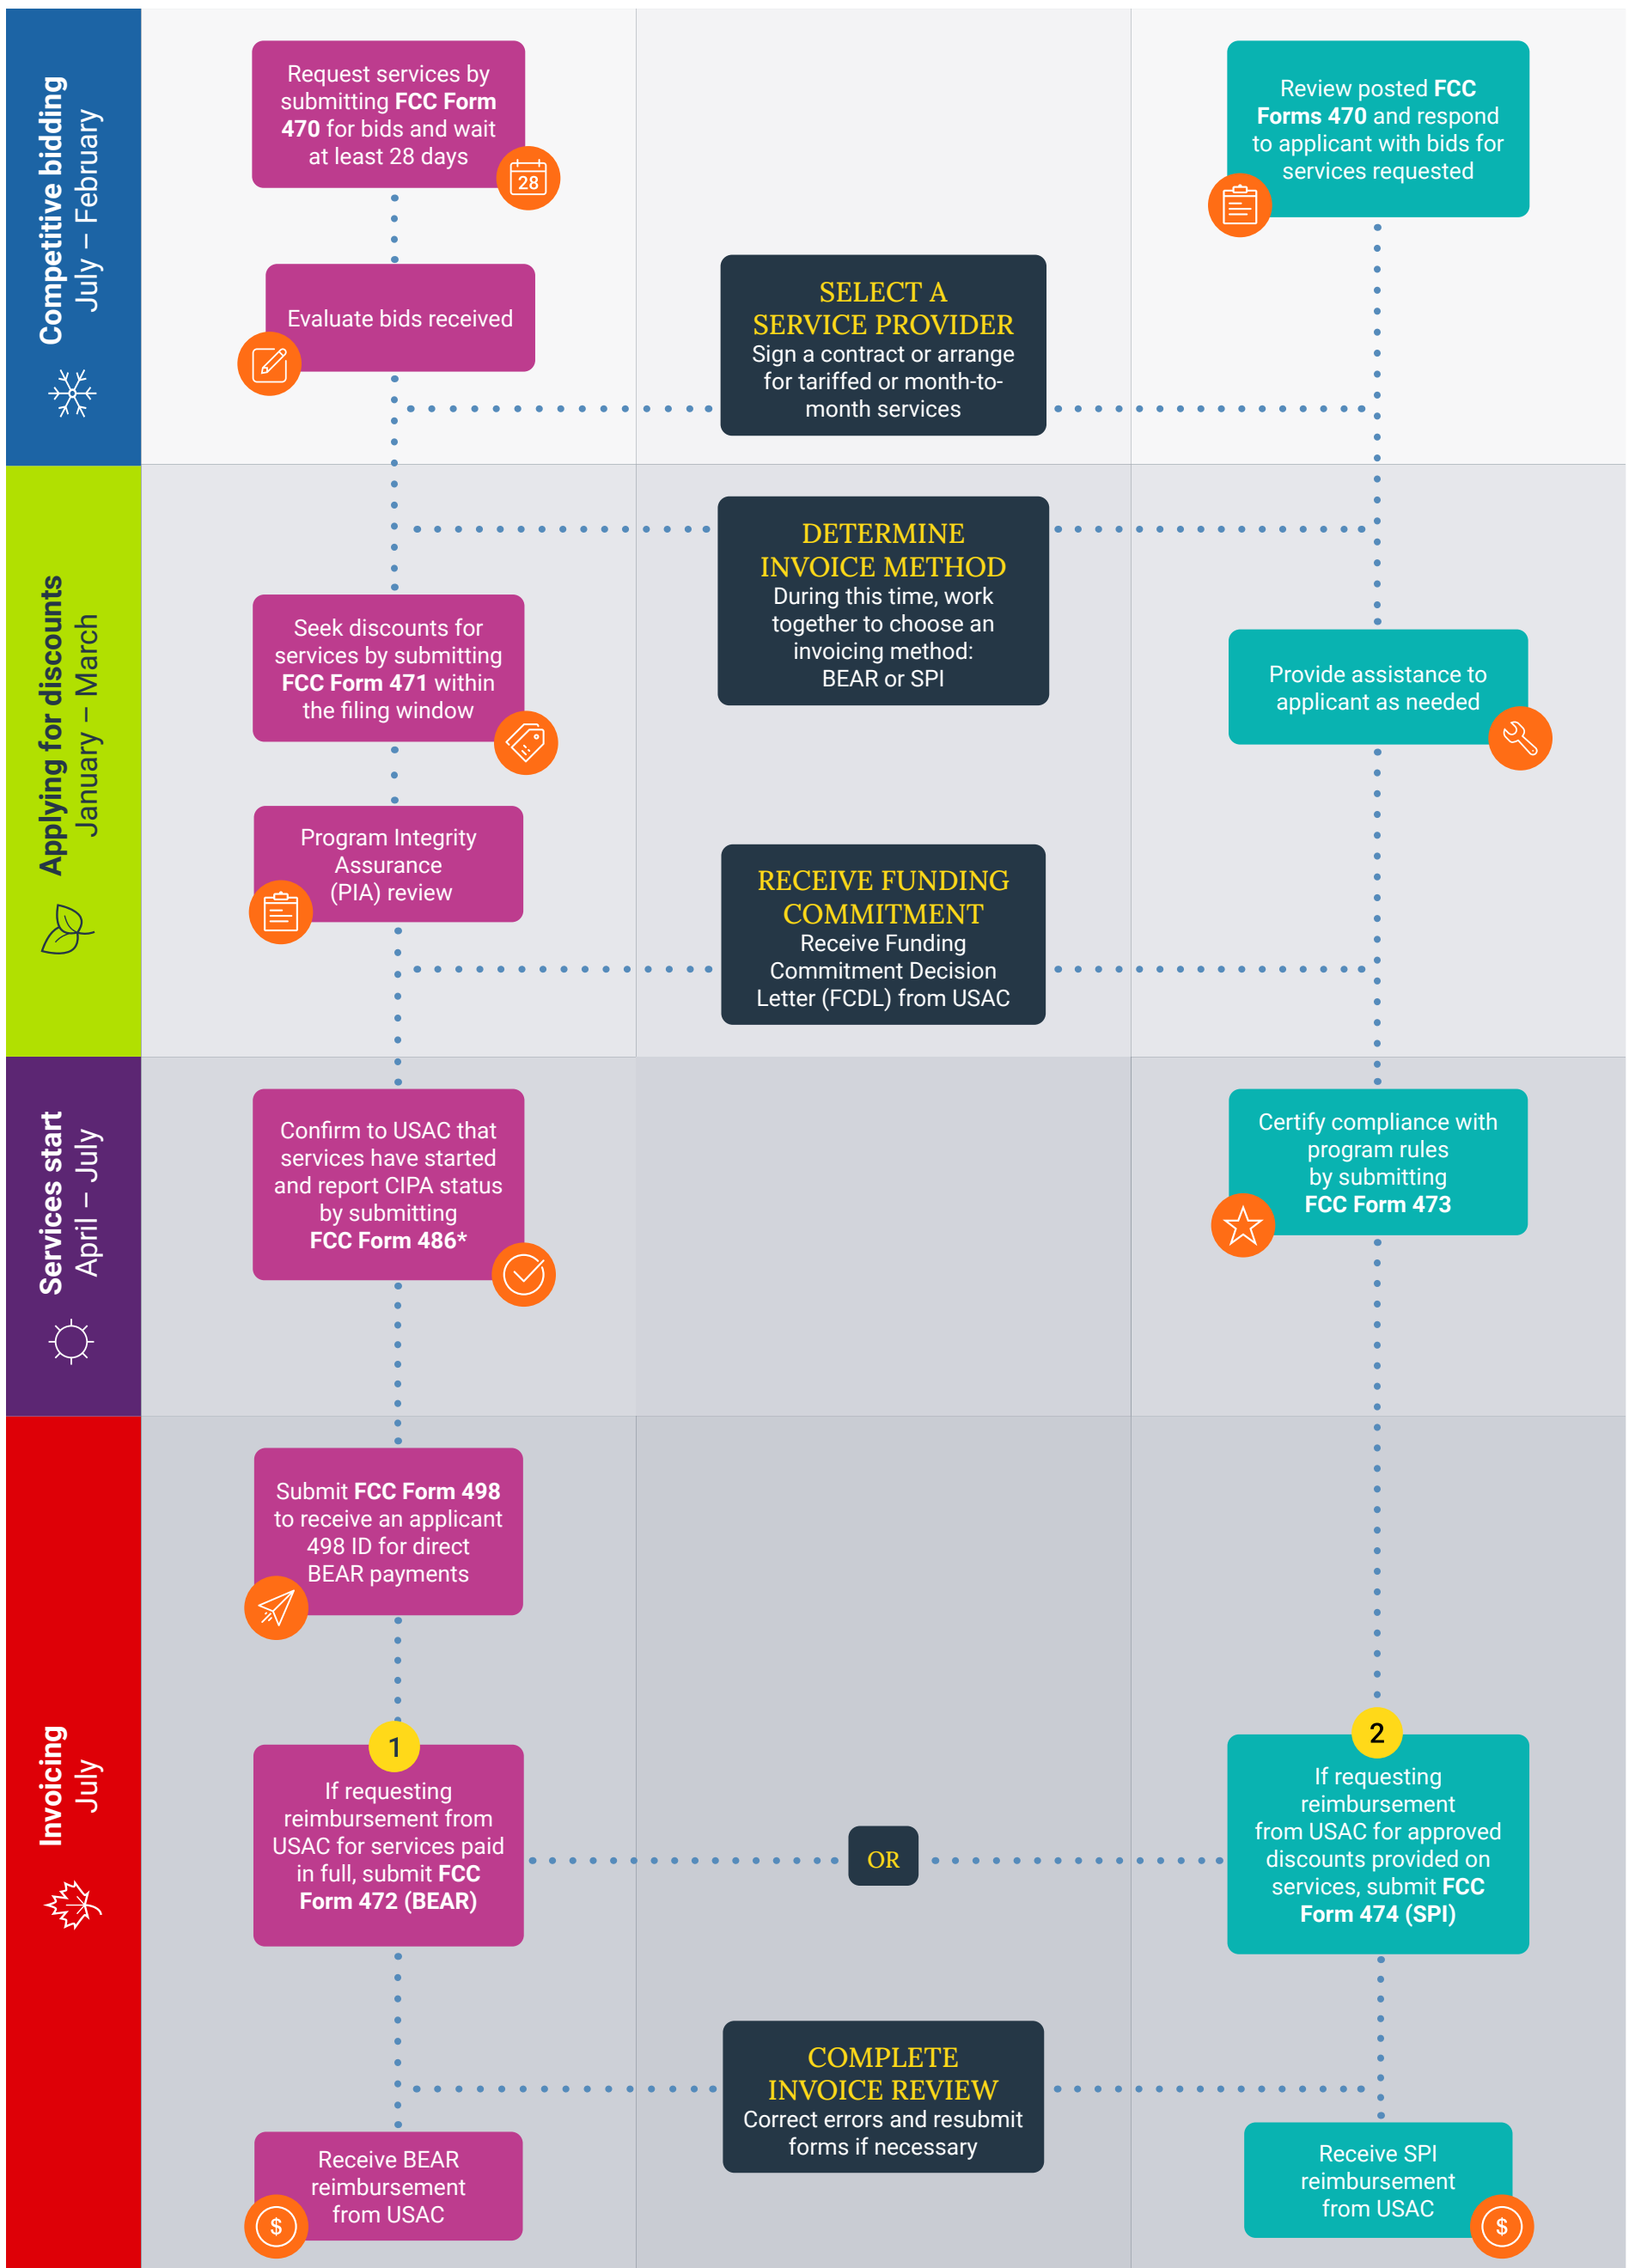 Competitive bidding
July – February
Request services by
submitting FCC Form
470 for bids and wait
at least 28 days
28
Review posted FCC
Forms 470 and respond
to applicant with bids for
services requested
Evaluate bids received
SELECT A
SERVICE PROVIDER
Sign a contract or arrange
for tariffed or month-to-
month services
Applying for discounts
January – March
DETERMINE
INVOICE METHOD
During this time, work
together to choose an
invoicing method:
BEAR or SPI
Seek discounts for
services by submitting
FCC Form 471 within
the filing window
Provide assistance to
applicant as needed
Program Integrity
Assurance
(PIA) review
RECEIVE FUNDING
COMMITMENT
Receive Funding
Commitment Decision
Letter (FCDL) from USAC
Services start
April – July
Confirm to USAC that
services have started
and report CIPA status
by submitting
FCC Form 486*
Certify compliance with
program rules
by submitting
FCC Form 473
Invoicing
July
Submit FCC Form 498
to receive an applicant
498 ID for direct
BEAR payments
1
If requesting
reimbursement from
USAC for services paid
in full, submit FCC
Form 472 (BEAR)
OR
2
If requesting
reimbursement
from USAC for approved
discounts provided on
services, submit FCC
Form 474 (SPI)
COMPLETE
INVOICE REVIEW
Correct errors and resubmit
forms if necessary
Receive BEAR
reimbursement
from USAC
$
Receive SPI
reimbursement
from USAC
$